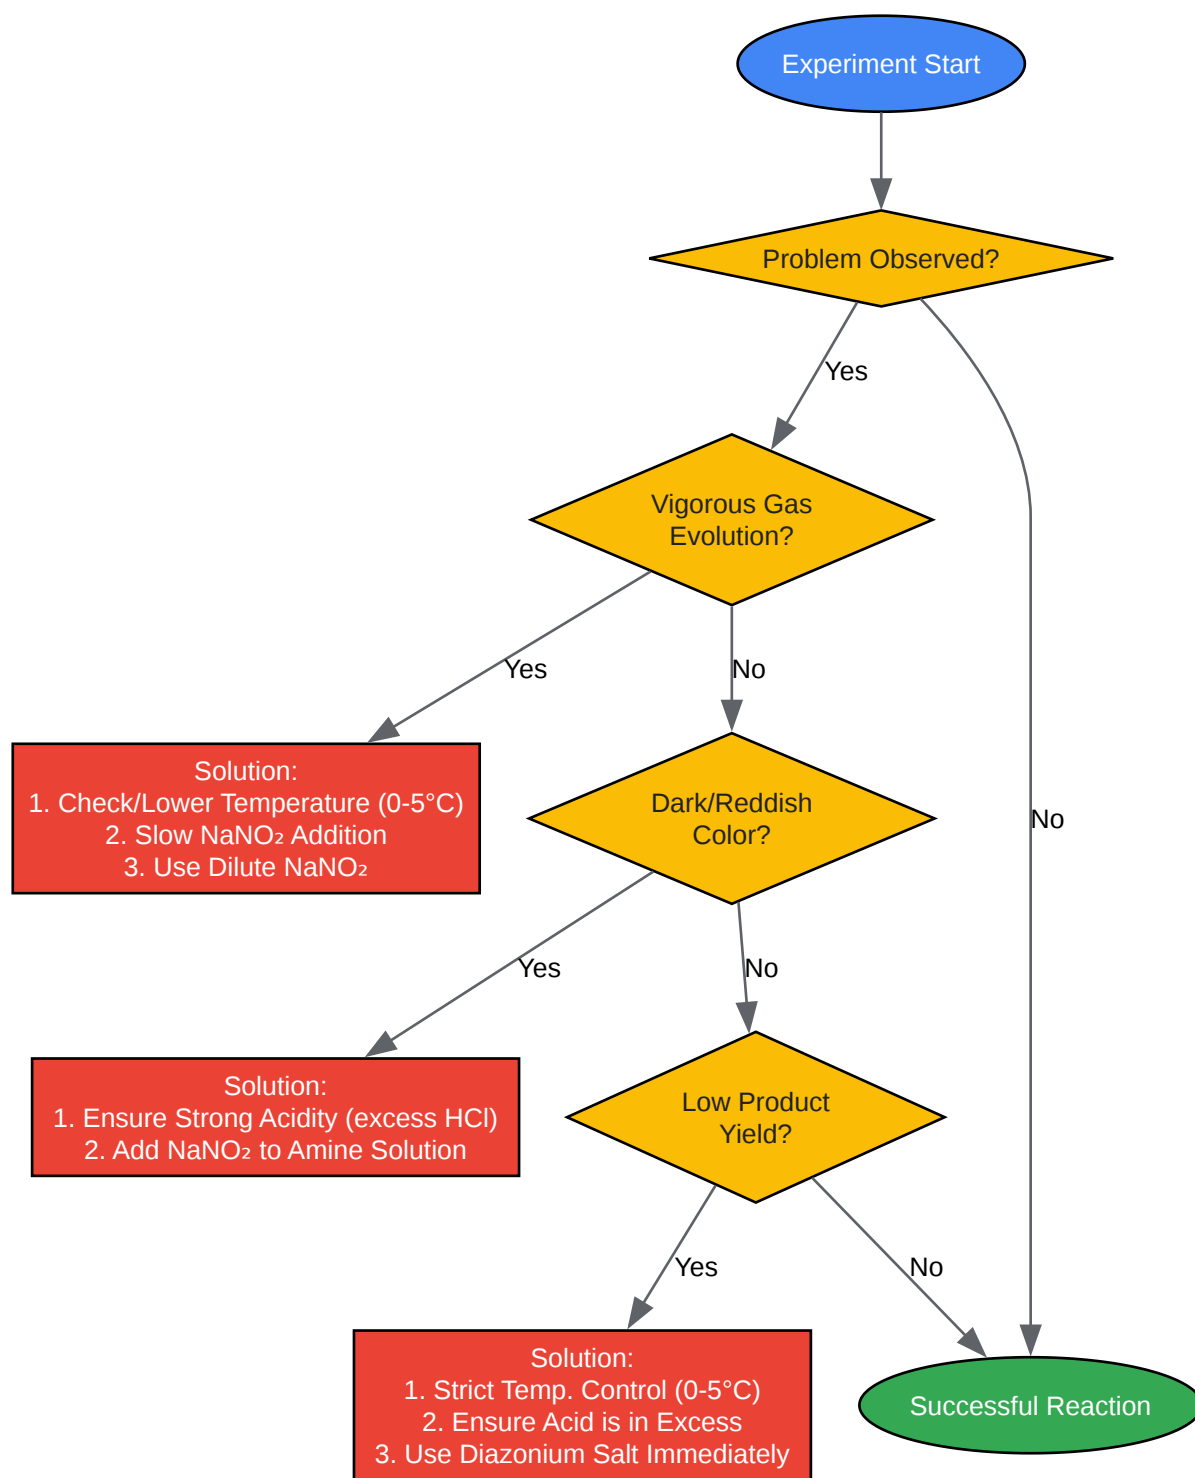 Experiment Start
Problem Observed?
Yes
Vigorous Gas
Evolution?
Yes
No
Solution:
1. Check/Lower Temperature (0-5°C)
2. Slow NaNO₂ Addition
3. Use Dilute NaNO₂
Dark/Reddish
Color?
No
Yes
No
Solution:
1. Ensure Strong Acidity (excess HCl)
2. Add NaNO₂ to Amine Solution
Low Product
Yield?
Yes
No
Solution:
1. Strict Temp. Control (0-5°C)
2. Ensure Acid is in Excess
3. Use Diazonium Salt Immediately
Successful Reaction